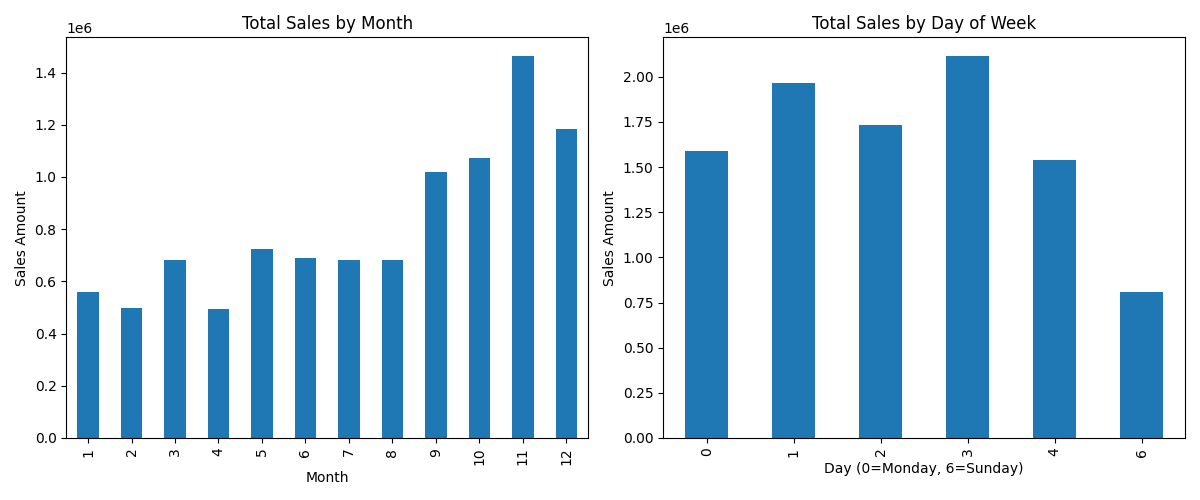 Total Sales by Month
1e6
1.4
1.2
1.0
0.8
0.6
0.4
0.2
0.0
Sales Amount
1 2 3 4 5 6 7 8 9 10 11 12
Month
Total Sales by Day of Week
1e6
2.00
1.75
1.50
1.25
1.00
0.75
0.50
0.25
0.00
Sales Amount
0 1 2 3 4 6
Day (0=Monday, 6=Sunday)